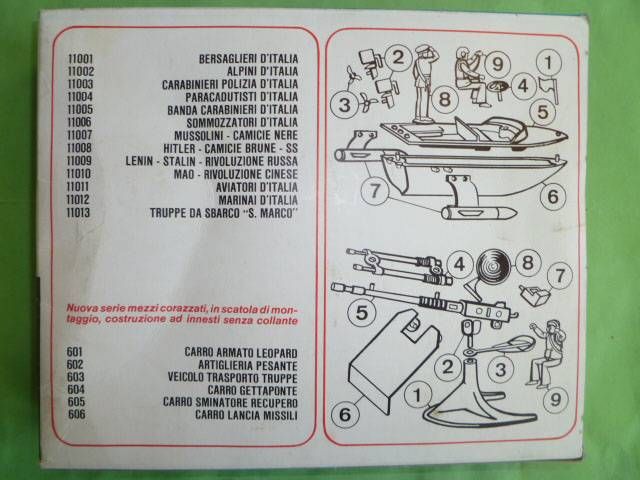 11001 BERSAGLIERI D'ITALIA
11002 ALPINI D'ITALIA
11003 CARABINIERI POLIZIA D'ITALIA
11004 PARACADUTISTI D'ITALIA
11005 BANDA CARABINIERI D'ITALIA
11006 SOMMOZZATORI D'ITALIA
11007 MUSSOLINI - CAMICIE NERE
11008 HITLER - CAMICIE BRUNE - SS
11009 LENIN - STALIN - RIVOLUZIONE RUSSA
11010 MAO - RIVOLUZIONE CINESE
11011 AVIATORI D'ITALIA
11012 MARINAI D'ITALIA
11013 TRUPPE DA SBARCO "S. MARCO"
Nuova serie mezzi corazzati, in scatola di mon-
taggio, costruzione ad innesti senza collante
601 CARRO ARMATO LEOPARD
602 ARTIGLIERIA PESANTE
603 VEICOLO TRASPORTO TRUPPE
604 CARRO GETTAPONTE
605 CARRO SMINATORE RECUPERO
606 CARRO LANCIA MISSILI
2 9 1
4
3 8 5
7 6
4 8
7
5
2 3
1
6 9